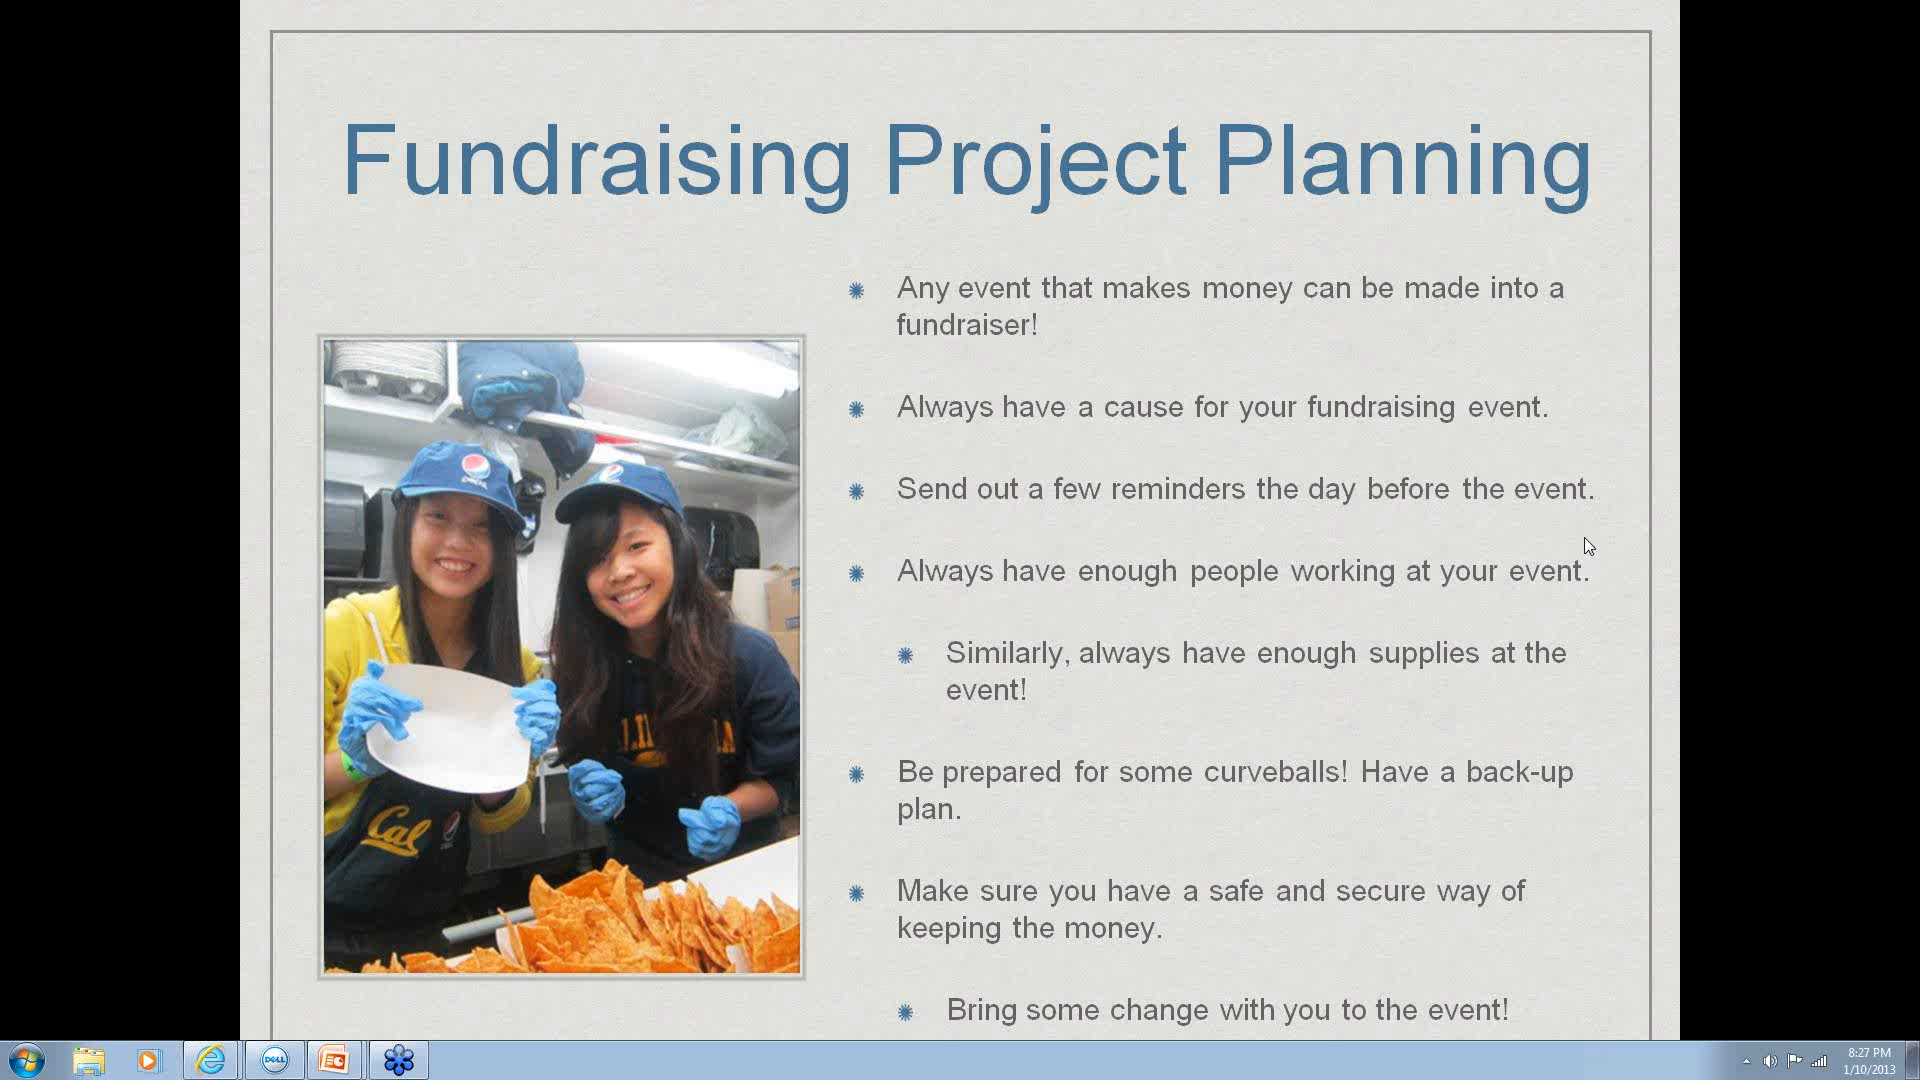 Fundraising Project Planning
Any event that makes money can be made into a
fundraiser!
Always have a cause for your fundraising event.
Send out a few reminders the day before the event.
Always have enough people working at your event.
Similarly, always have enough supplies at the
event!
Be prepared for some curveballs! Have a back-up
plan.
Make sure you have a safe and secure way of
keeping the money.
Bring some change with you to the event!
Cal
DELL
8:27 PM
1/10/2013